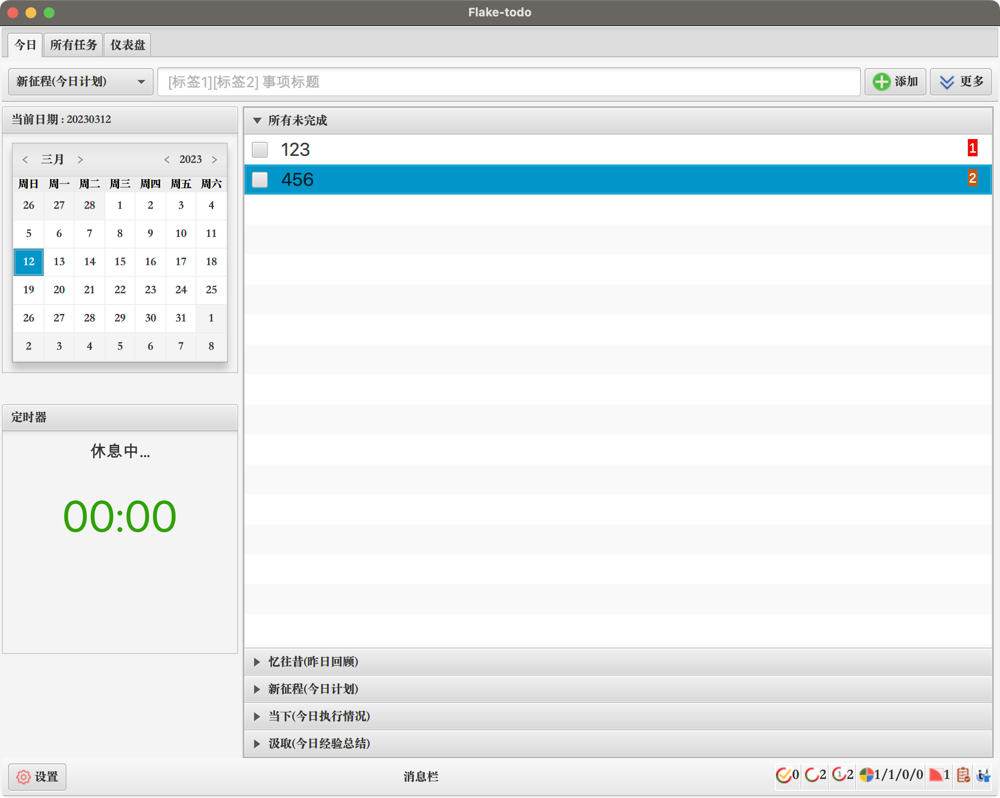 Flake-todo
今日 所有任务 仪表盘
新征程(今日计划) [标签1][标签2] 事项标题 添加 更多
当前日期 : 20230312
三月 2023
周日 周一 周二 周三 周四 周五 周六
26 27 28 1 2 3 4
5 6 7 8 9 10 11
12 13 14 15 16 17 18
19 20 21 22 23 24 25
26 27 28 29 30 31 1
2 3 4 5 6 7 8
定时器
休息中...
00:00
所有未完成
123 1
456 2
忆往昔(昨日回顾)
新征程(今日计划)
当下(今日执行情况)
汲取(今日经验总结)
设置 消息栏 0 2 1 2 1/1/0/0 1